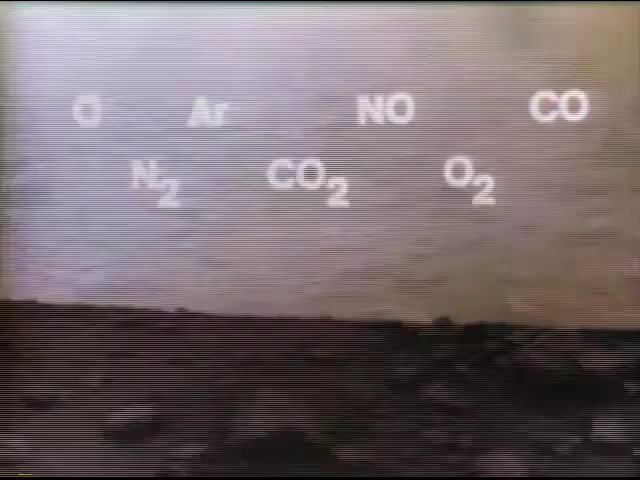 O Ar NO CO
N₂ CO₂ O₂